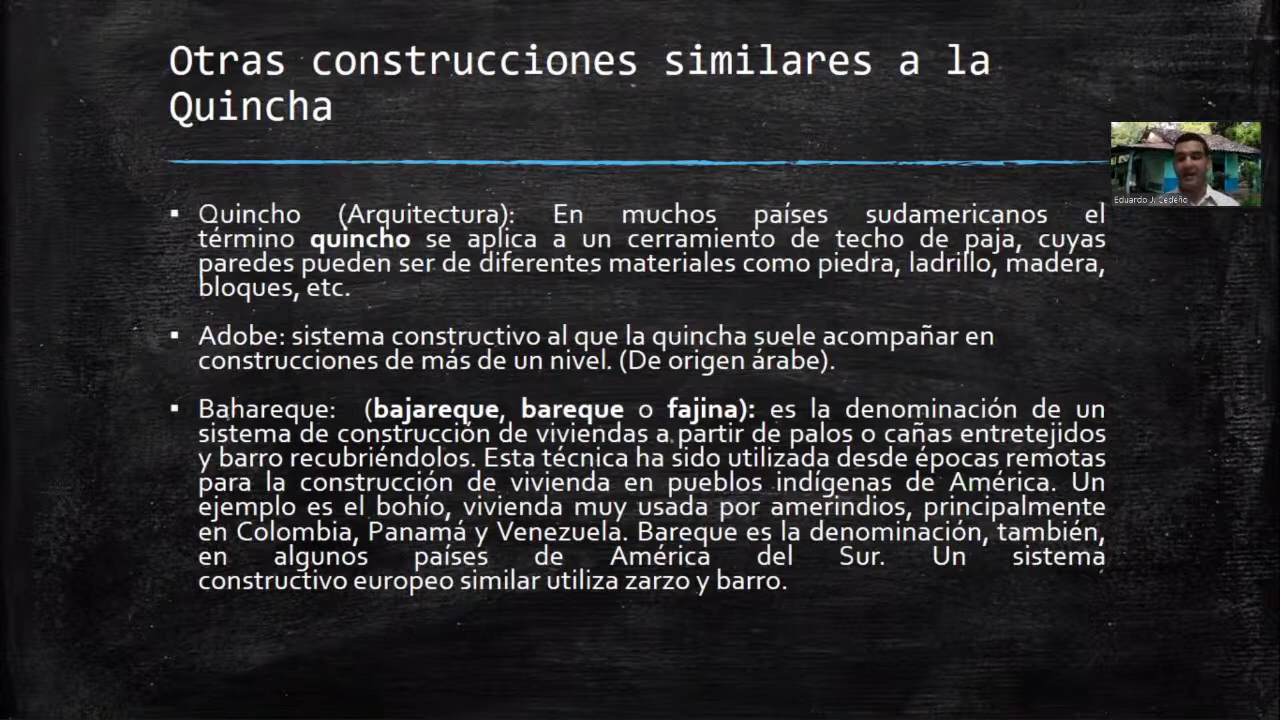 Otras construcciones similares a la
Quincha
Eduardo J. Cedeño
▪ Quincho (Arquitectura): En muchos países sudamericanos el
término quincho se aplica a un cerramiento de techo de paja, cuyas
paredes pueden ser de diferentes materiales como piedra, ladrillo, madera,
bloques, etc.
▪ Adobe: sistema constructivo al que la quincha suele acompañar en
construcciones de más de un nivel. (De origen árabe).
▪ Bahareque: (bajareque, bareque o fajina): es la denominación de un
sistema de construcción de viviendas a partir de palos o cañas entretejidos
y barro recubriéndolos. Esta técnica ha sido utilizada desde épocas remotas
para la construcción de vivienda en pueblos indígenas de América. Un
ejemplo es el bohío, vivienda muy usada por amerindios, principalmente
en Colombia, Panamá y Venezuela. Bareque es la denominación, también,
en algunos países de América del Sur. Un sistema
constructivo europeo similar utiliza zarzo y barro.